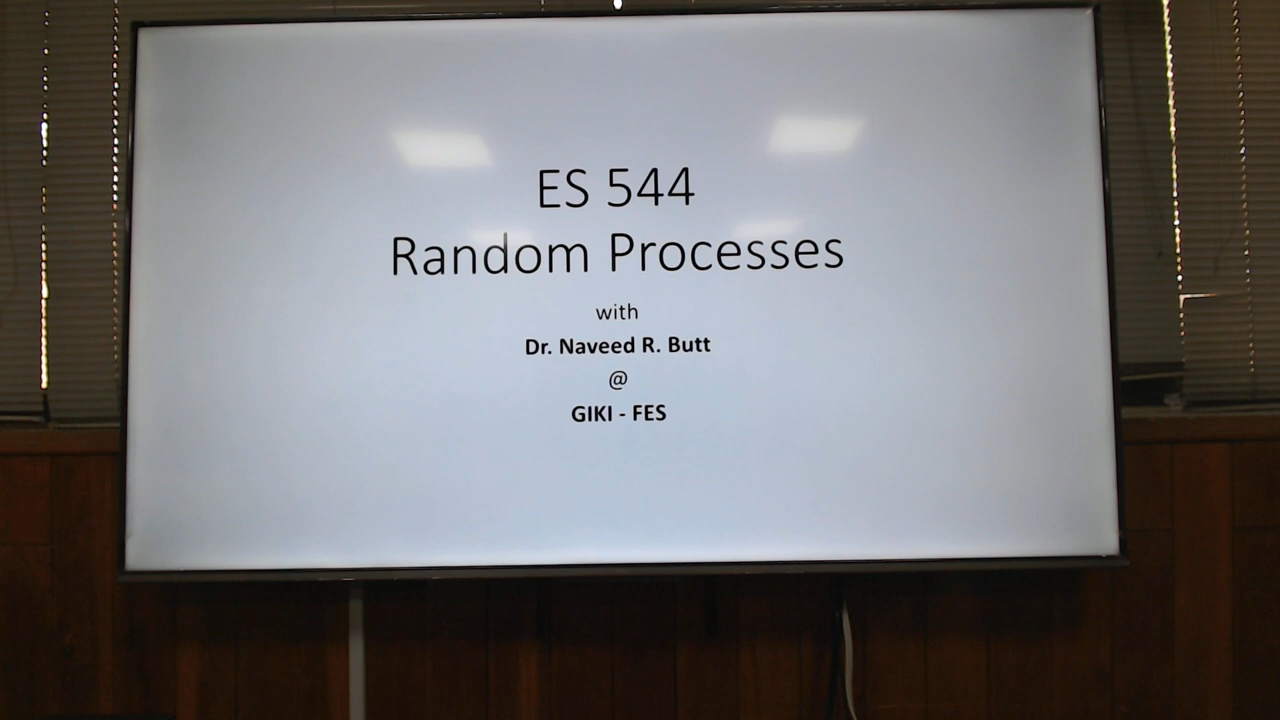 ES 544
Random Processes
with
Dr. Naveed R. Butt
@
GIKI - FES